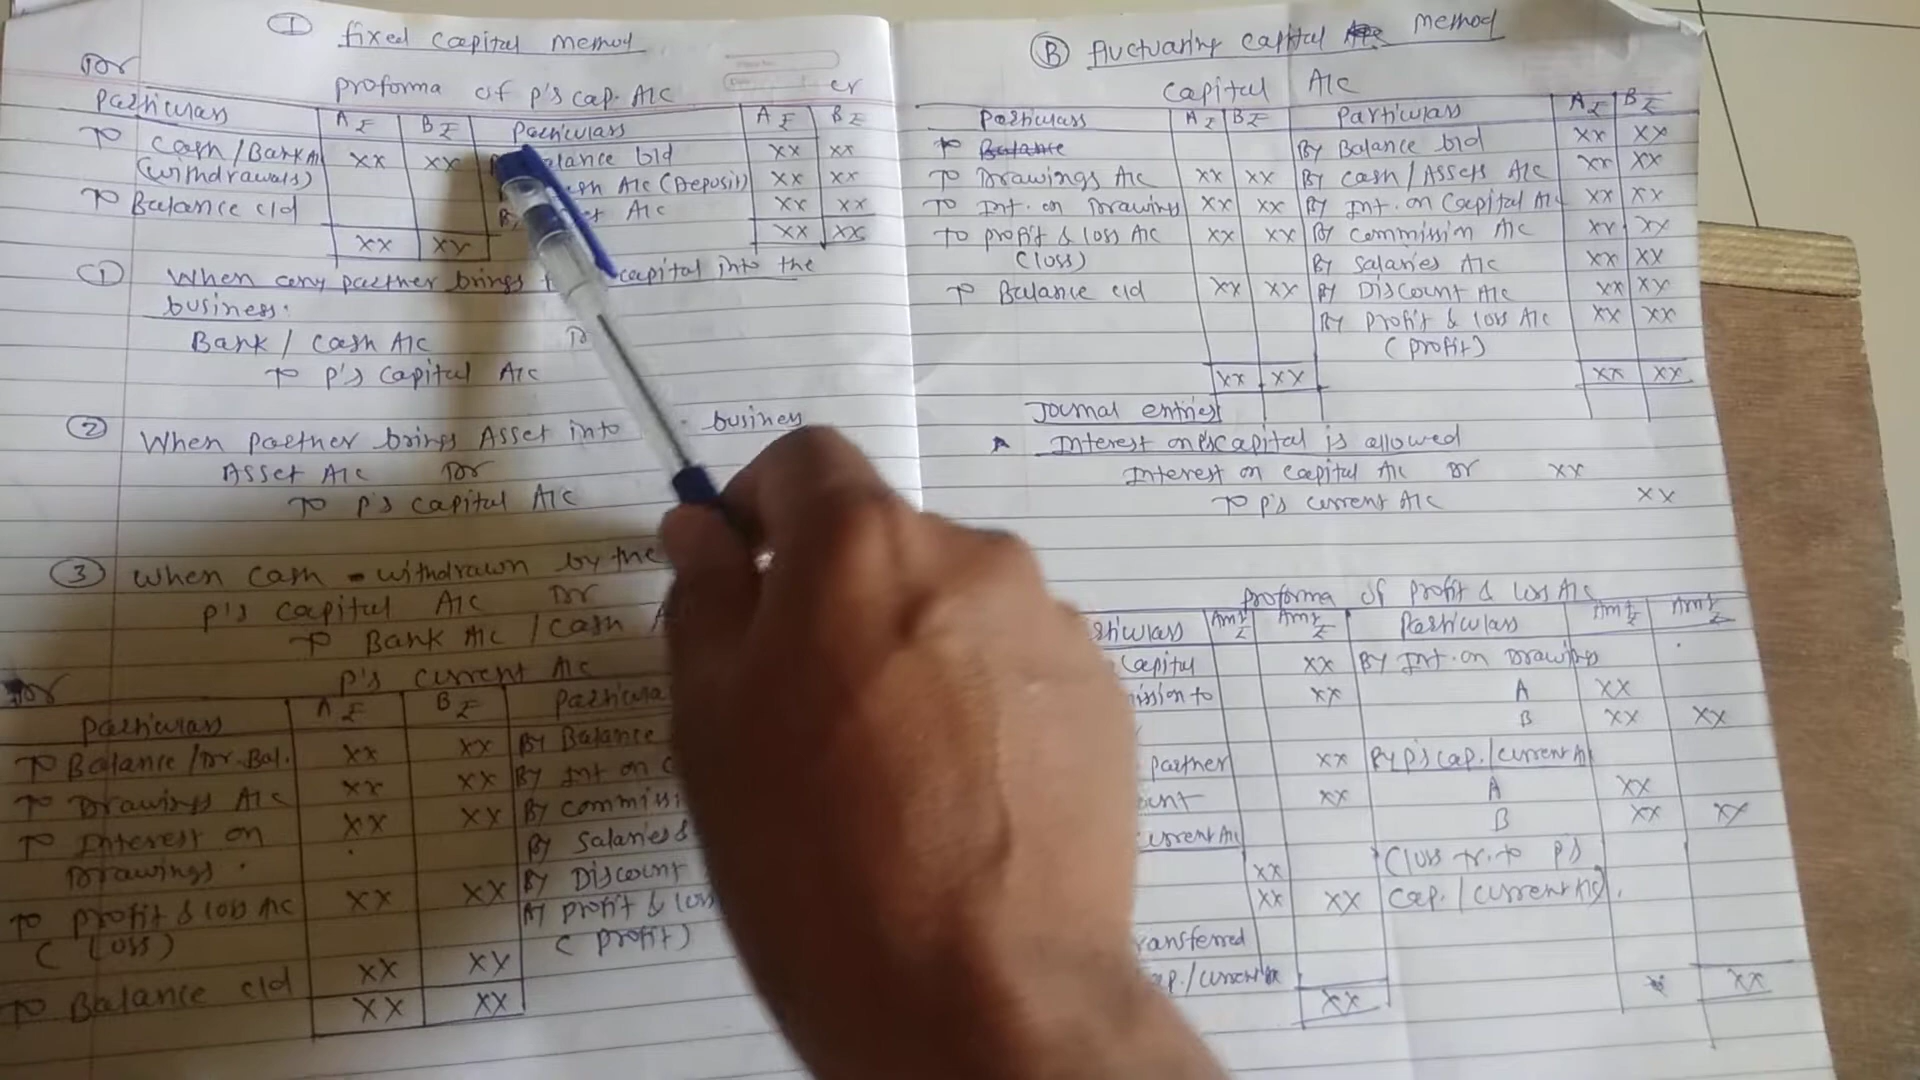 ① fixed capital method
Dr
proforma of p's cap. A/c
cr
particulars A ₹ B ₹ particulars A ₹ B ₹
To Cash/Bank A/c xx xx Balance b/d xx xx
(withdrawals) A/c (Deposit) xx xx
To Balance c/d A/c xx xx
xx xx xx xx
① When any partner brings capital into the
business.
Bank / Cash A/c Dr
To p's capital A/c
② When partner brings Asset into business
Asset A/c Dr
To p's capital A/c
③ When cash withdrawn by the
p's capital A/c Dr
To Bank A/c / Cash
p's current A/c
Dr
particulars A ₹ B ₹
To Balance/Dr. Bal. xx xx By Balance
To Drawings A/c xx xx By Int on
To Interest on xx xx By
Drawings. By Salaries &
By Discount
To profit & loss A/c xx xx By profit & loss
(Loss) (profit)
To Balance c/d xx xx
xx xx
Ⓑ fluctuating capital method
Capital A/c
particulars A ₹ B ₹ Particulars A ₹ B ₹
To Balance By Balance b/d xx xx
To Drawings A/c xx xx By cash / Assets A/c xx xx
To Int. on Drawings xx xx By Int. on Capital A/c xx xx
To profit & loss A/c xx xx By Commission A/c xx xx
(Loss) By Salaries A/c xx xx
To Balance c/d xx xx By Discount A/c xx xx
By Profit & loss A/c xx xx
(profit)
xx xx xx xx
Journal entries
Interest on p's capital is allowed
Interest on capital A/c Dr xx
To p's current A/c xx
proforma of Profit & loss A/c
Amt ₹ Amt ₹ Particulars Amt ₹ Amt ₹
Capital xx By Int. on Drawings
to xx A xx
B xx xx
partner xx By p's cap./current A/c
xx A xx
B xx xx
xx (loss tr. to p's
xx xx cap./current A/c).
xx xx